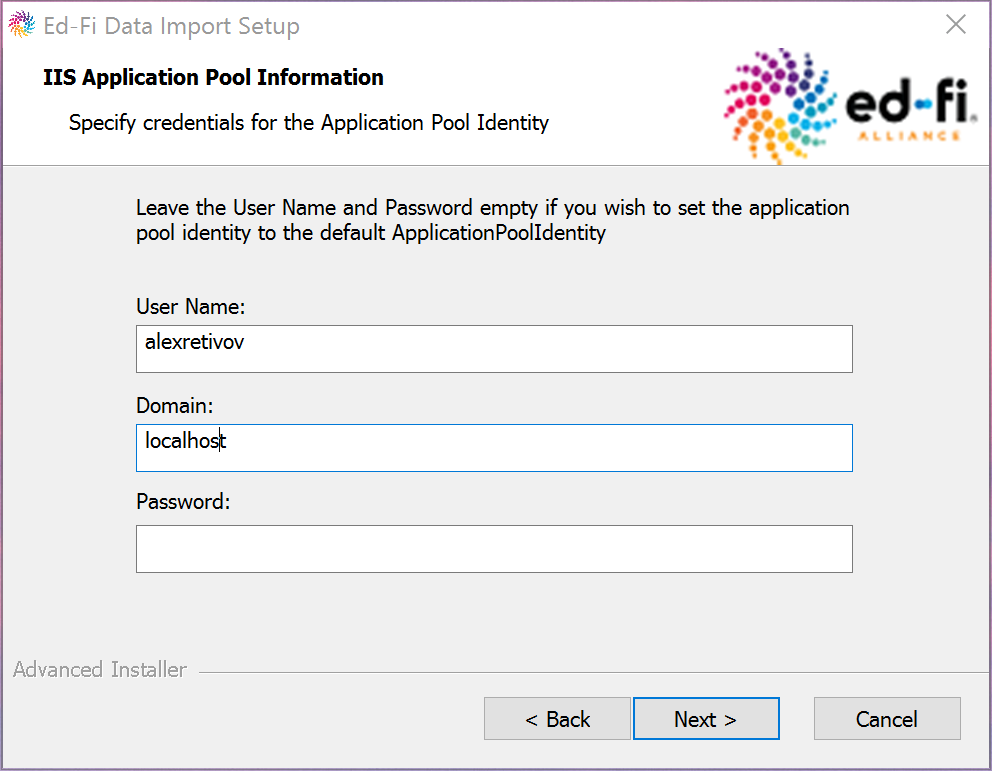 Ed-Fi Data Import Setup
IIS Application Pool Information
Specify credentials for the Application Pool Identity
ed-fi®
ALLIANCE
Leave the User Name and Password empty if you wish to set the application
pool identity to the default ApplicationPoolIdentity
User Name:
alexretivov
Domain:
localhost
Password:
Advanced Installer
< Back
Next >
Cancel